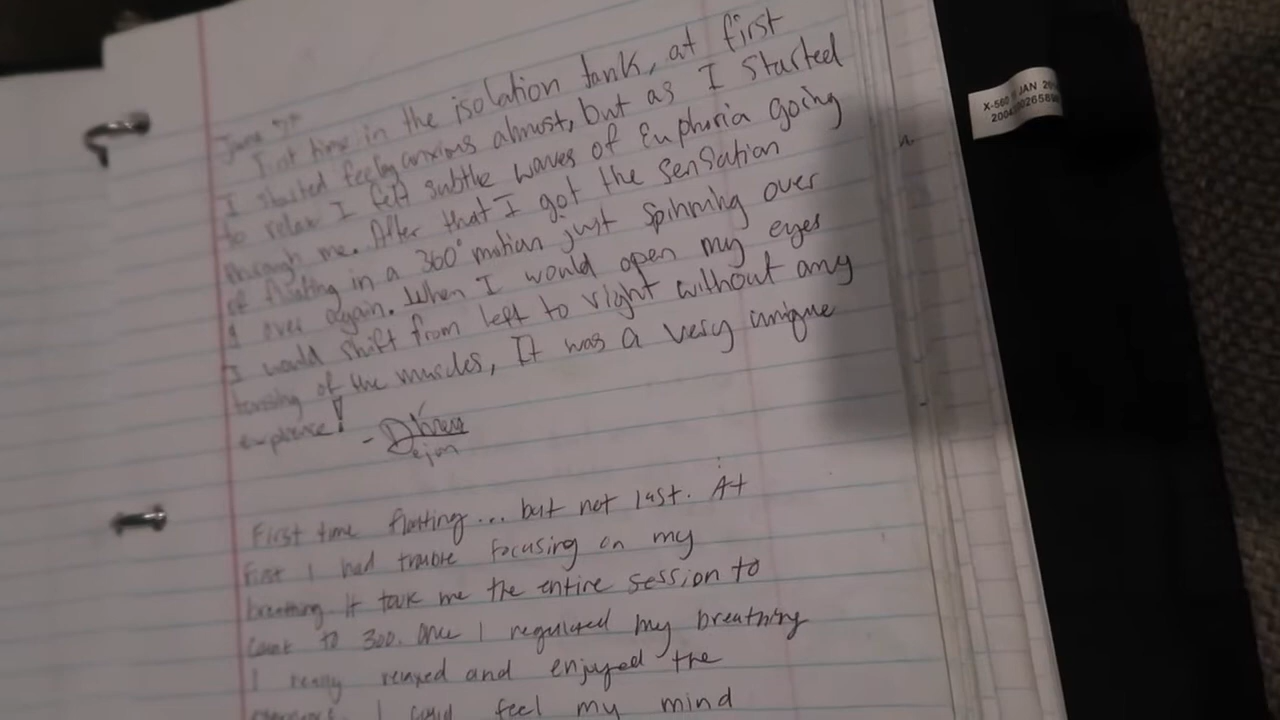 June
First time in the isolation tank, at first
I started feeling anxious almost, but as I started
to relax I felt subtle waves of Euphoria going
through me. After that I got the sensation
of floating in a 360° motion just spinning over
& over again. When I would open my eyes
I would shift from left to right without any
tensing of the muscles, It was a very unique
experience!
First time floating... but not last. At
first I had trouble focusing on my
breathing. It took me the entire session to
count to 300. Once I regulated my breathing
I really relaxed and enjoyed the
I could feel my mind
X-560 JAN